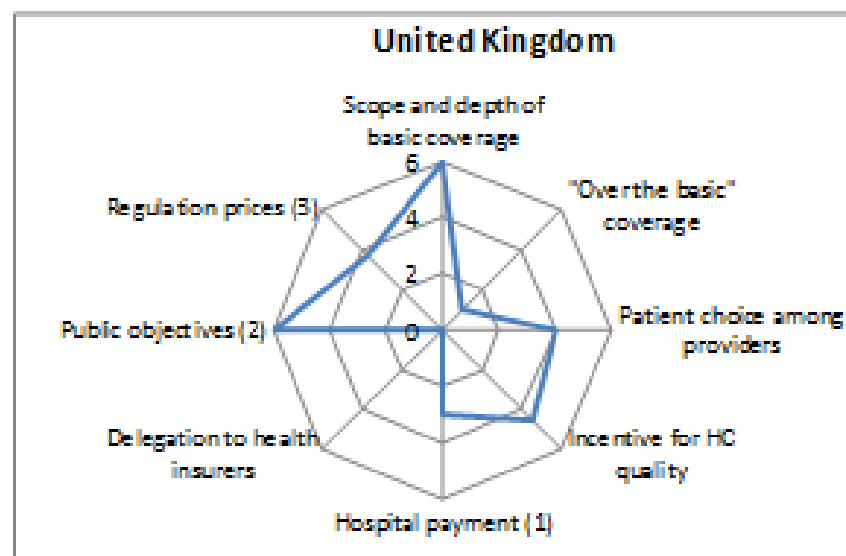 United Kingdom
Scope and depth of
basic coverage
6
"Over the basic"
coverage
Regulation prices (3)
4
2
Patient choice among
providers
Public objectives (2)
0
Delegation to health
insurers
Incentive for HC
quality
Hospital payment (1)